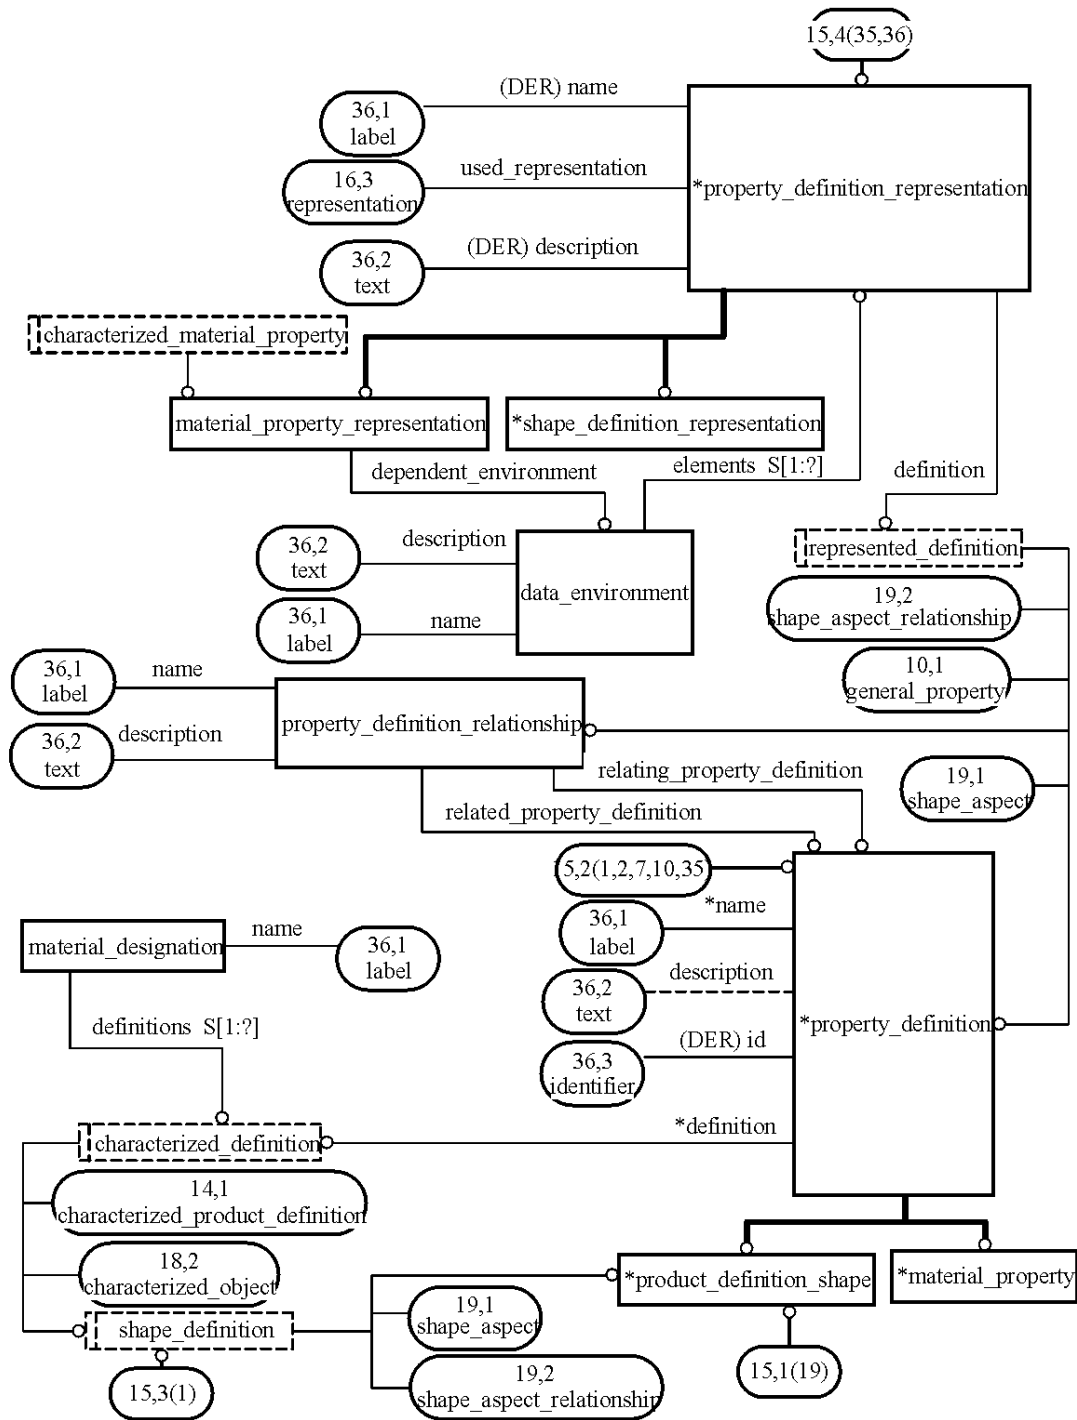 15,4(35,36)
(DER) name
36,1
label
used_representation
16,3
representation
*property_definition_representation
(DER) description
36,2
text
characterized_material_property
material_property_representation
*shape_definition_representation
dependent_environment
elements S[1:?]
definition
36,2
text
description
data_environment
represented_definition
36,1
label
name
19,2
shape_aspect_relationship
36,1
label
name
10,1
general_property
property_definition_relationship
36,2
text
description
relating_property_definition
19,1
shape_aspect
related_property_definition
5,2(1,2,7,10,35
*name
36,1
label
material_designation
name
36,1
label
description
36,2
text
*property_definition
definitions S[1:?]
(DER) id
36,3
identifier
characterized_definition
*definition
14,1
characterized_product_definition
18,2
characterized_object
*product_definition_shape
*material_property
shape_definition
19,1
shape_aspect
15,3(1)
19,2
shape_aspect_relationship
15,1(19)